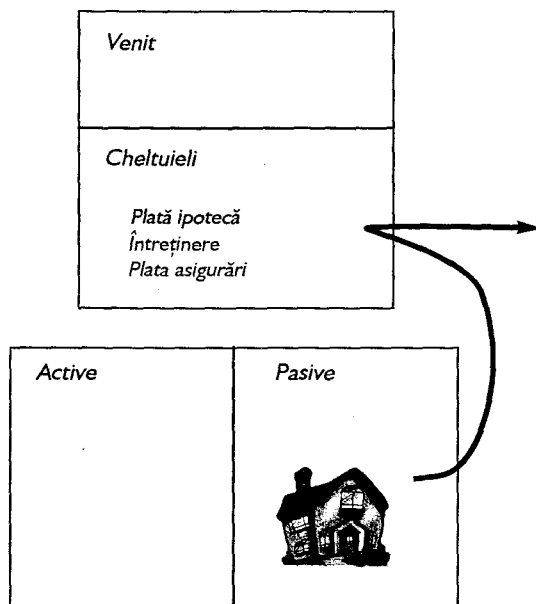 Venit
Cheltuieli
Plată ipotecă
Întreținere
Plata asigurări
Active
Pasive